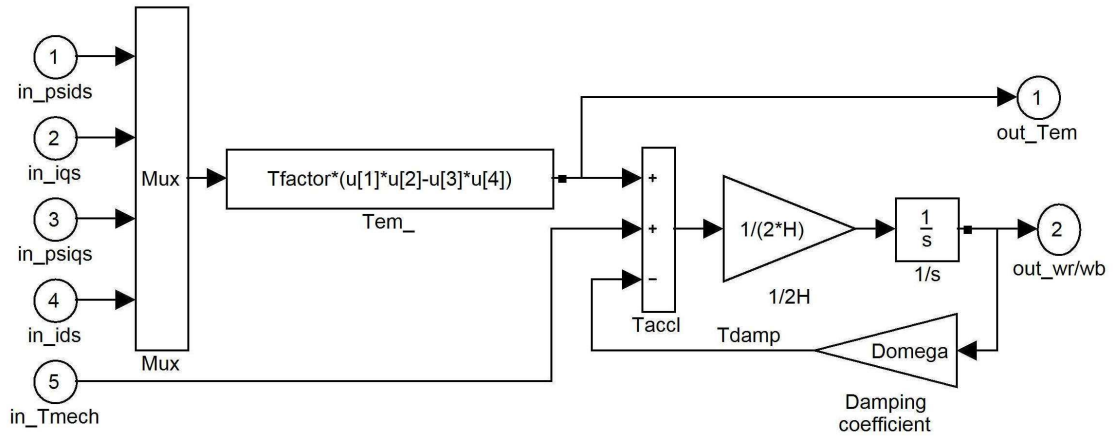 1
in_psids
2
in_iqs
3
in_psiqs
4
in_ids
5
in_Tmech
Mux
Mux
Tfactor*(u[1]*u[2]-u[3]*u[4])
Tem_
+
+
−
Taccl
1/(2*H)
1/2H
1
s
1/s
1
out_Tem
2
out_wr/wb
Tdamp
Domega
Damping
coefficient